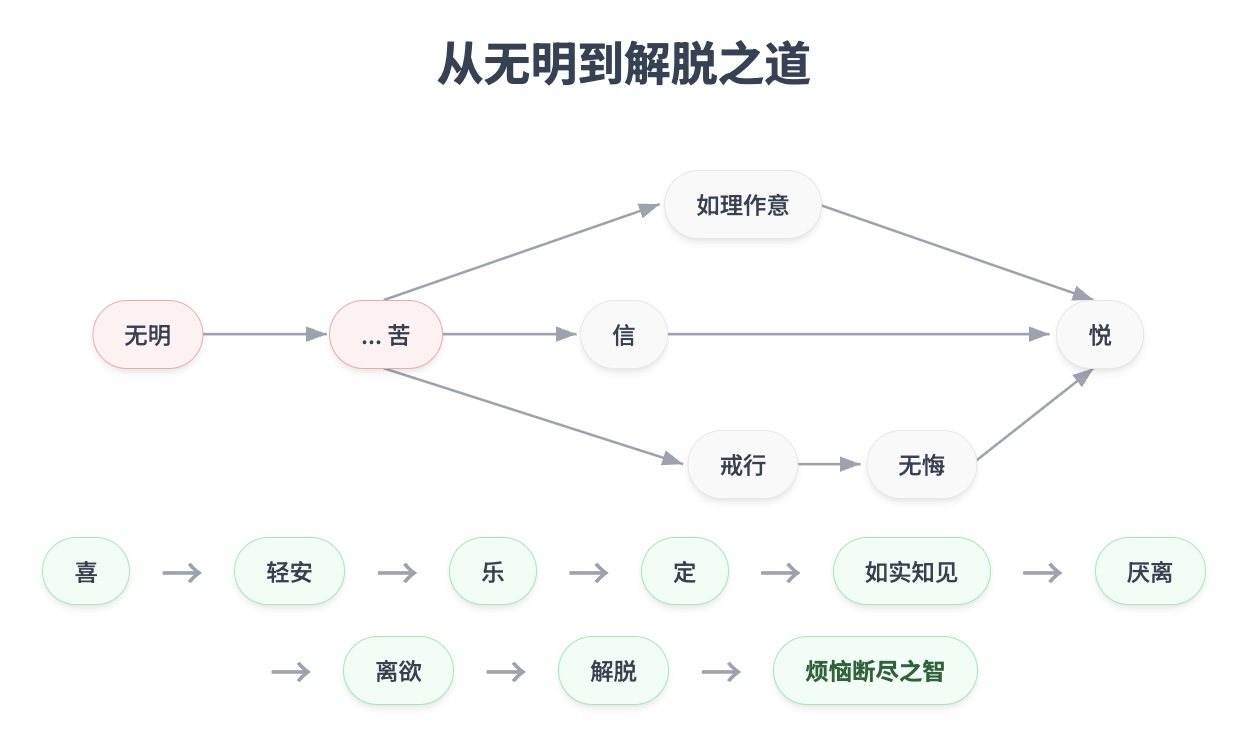 从无明到解脱之道
如理作意
无明
... 苦
信
悦
戒行
无悔
喜
轻安
乐
定
如实知见
厌离
离欲
解脱
烦恼断尽之智